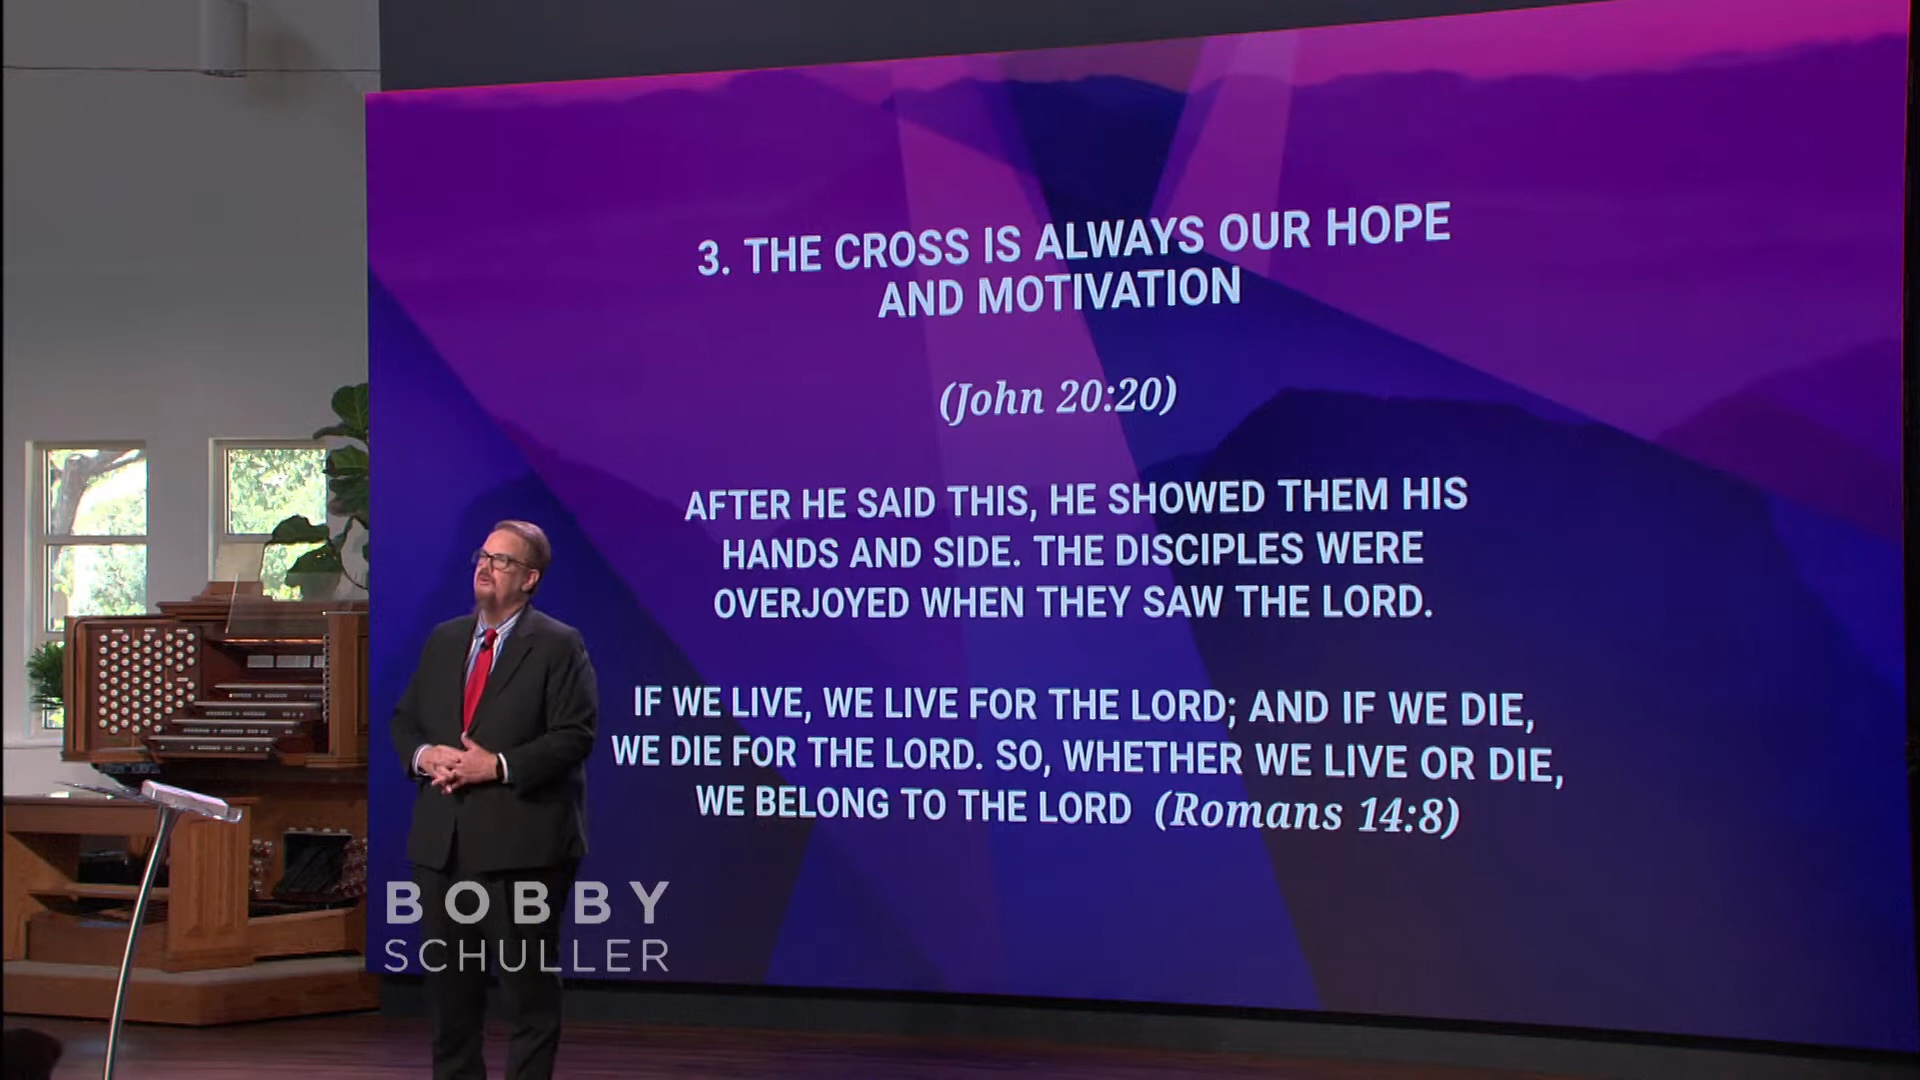 3. THE CROSS IS ALWAYS OUR HOPE
AND MOTIVATION
(John 20:20)
AFTER HE SAID THIS, HE SHOWED THEM HIS
HANDS AND SIDE. THE DISCIPLES WERE
OVERJOYED WHEN THEY SAW THE LORD.
IF WE LIVE, WE LIVE FOR THE LORD; AND IF WE DIE,
WE DIE FOR THE LORD. SO, WHETHER WE LIVE OR DIE,
WE BELONG TO THE LORD (Romans 14:8)
BOBBY
SCHULLER